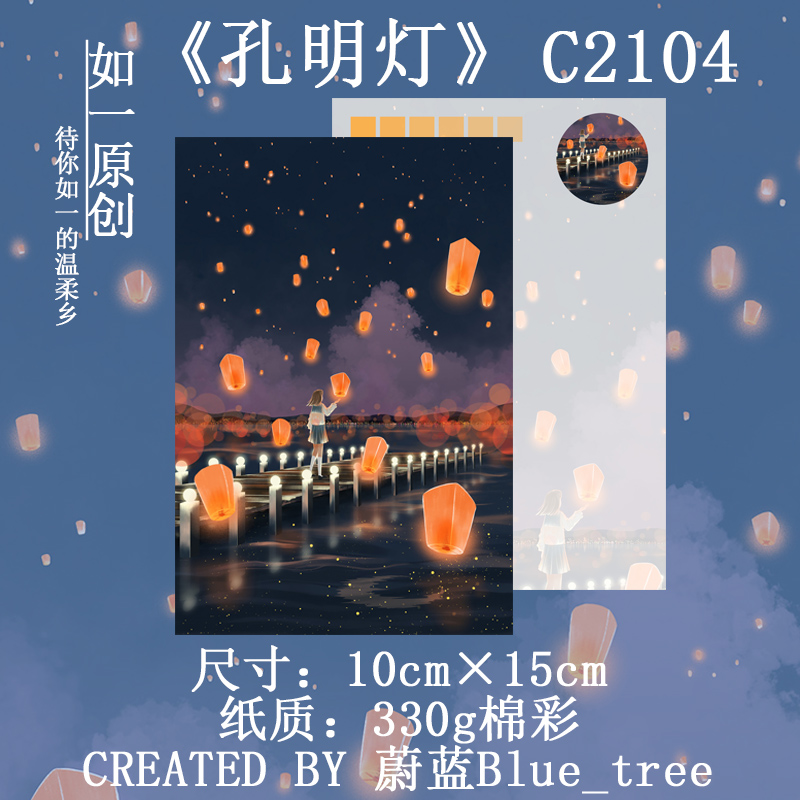 《孔明灯》 C2104
如一原创
待你如一的温柔乡
尺寸：10cm×15cm
纸质：330g棉彩
CREATED BY 蔚蓝Blue_tree